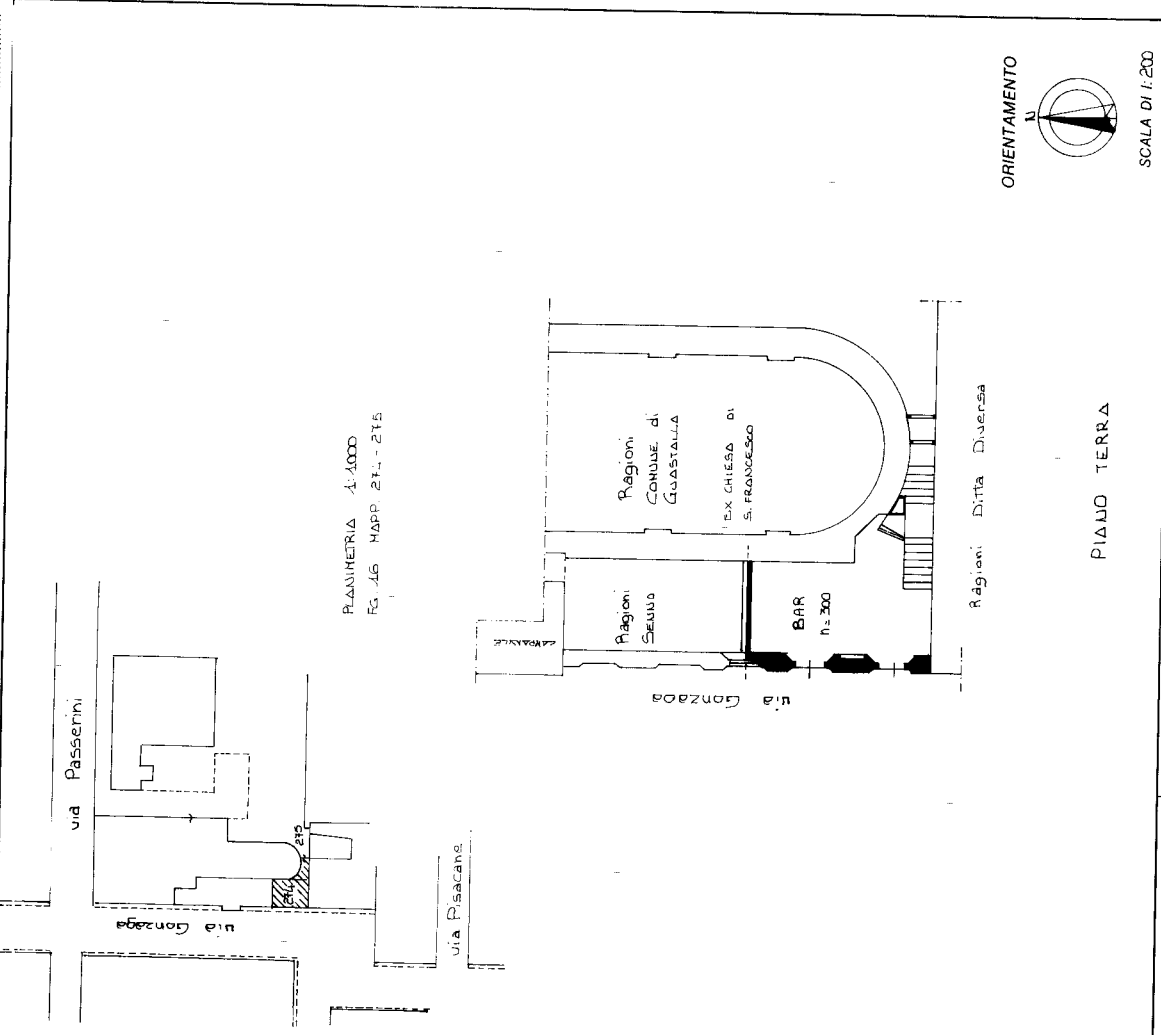 ORIENTAMENTO
N
SCALA DI 1:200
PLANIMETRIA 1:1000
FG. 16 MAPP. 274 - 275
via Passerini
via Gonzaga
274
275
via Pisacane
Ragioni
COMUNE di
GUASTALLA
EX CHIESA DI
S. FRANCESCO
CAMPANILE
Ragioni
SENNO
BAR
h=300
via Gonzaga
Ragioni Ditta Diversa
PIANO TERRA